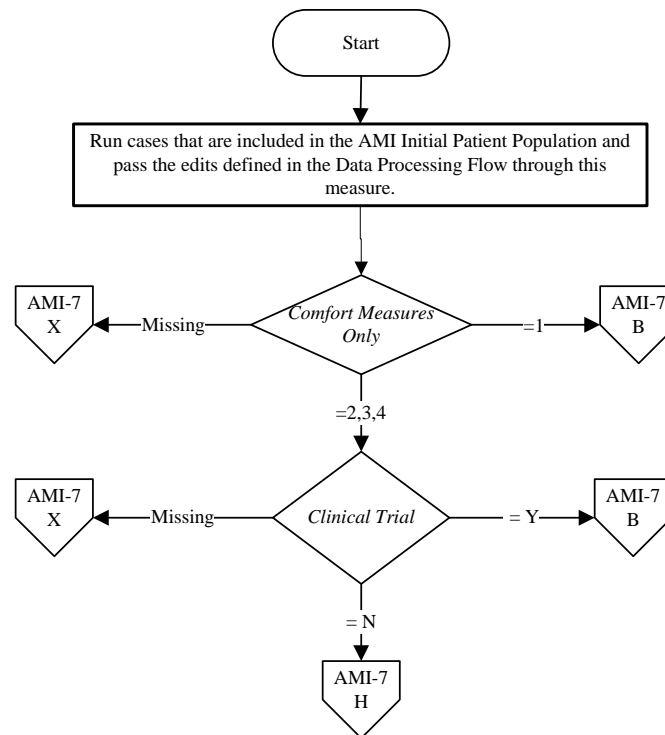 Start
Run cases that are included in the AMI Initial Patient Population and
pass the edits defined in the Data Processing Flow through this
measure.
AMI-7
X
Missing
Comfort Measures
Only
=1
AMI-7
B
=2,3,4
AMI-7
X
Missing
Clinical Trial
= Y
AMI-7
B
= N
AMI-7
H